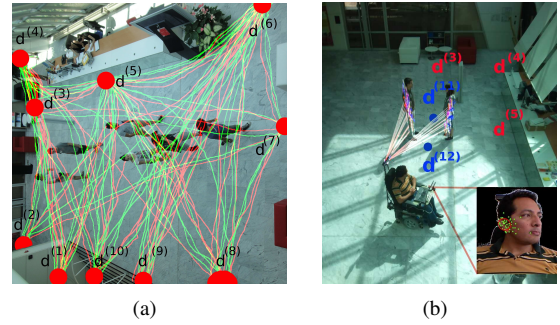 d(4)
d(6)
d(5)
d(3)
d(7)
d(2)
d(1)
d(10)
d(9)
d(8)
(a)
d(3)
d(4)
d(11)
d(5)
d(12)
(b)